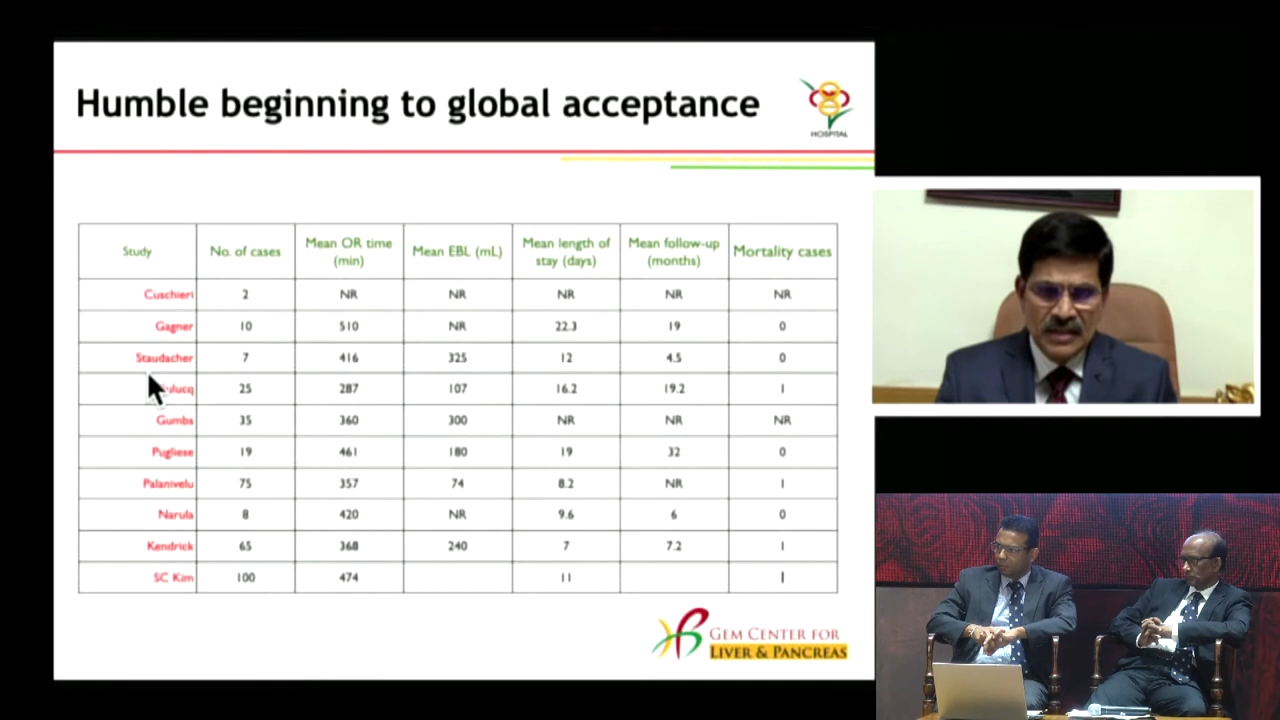 Humble beginning to global acceptance
HOSPITAL
Study No. of cases Mean OR time (min) Mean EBL (mL) Mean length of stay (days) Mean follow-up (months) Mortality cases
Cuschieri 2 NR NR NR NR NR
Gagner 10 510 NR 22.3 19 0
Staudacher 7 416 325 12 4.5 0
25 287 107 16.2 19.2 1
Gumbs 35 360 300 NR NR NR
Pugliese 19 461 180 19 32 0
Palanivelu 75 357 74 8.2 NR 1
Narula 8 420 NR 9.6 6 0
Kendrick 65 368 240 7 7.2 1
SC Kim 100 474 11 1
GEM CENTER FOR
LIVER & PANCREAS